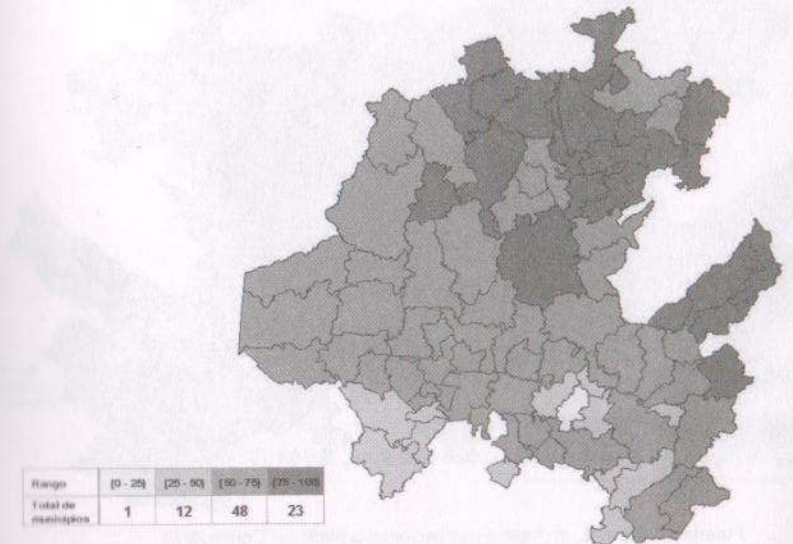 Rango [0 - 25] [25 - 50) [50 - 75) [75 - 100)
Total de municipios 1 12 48 23